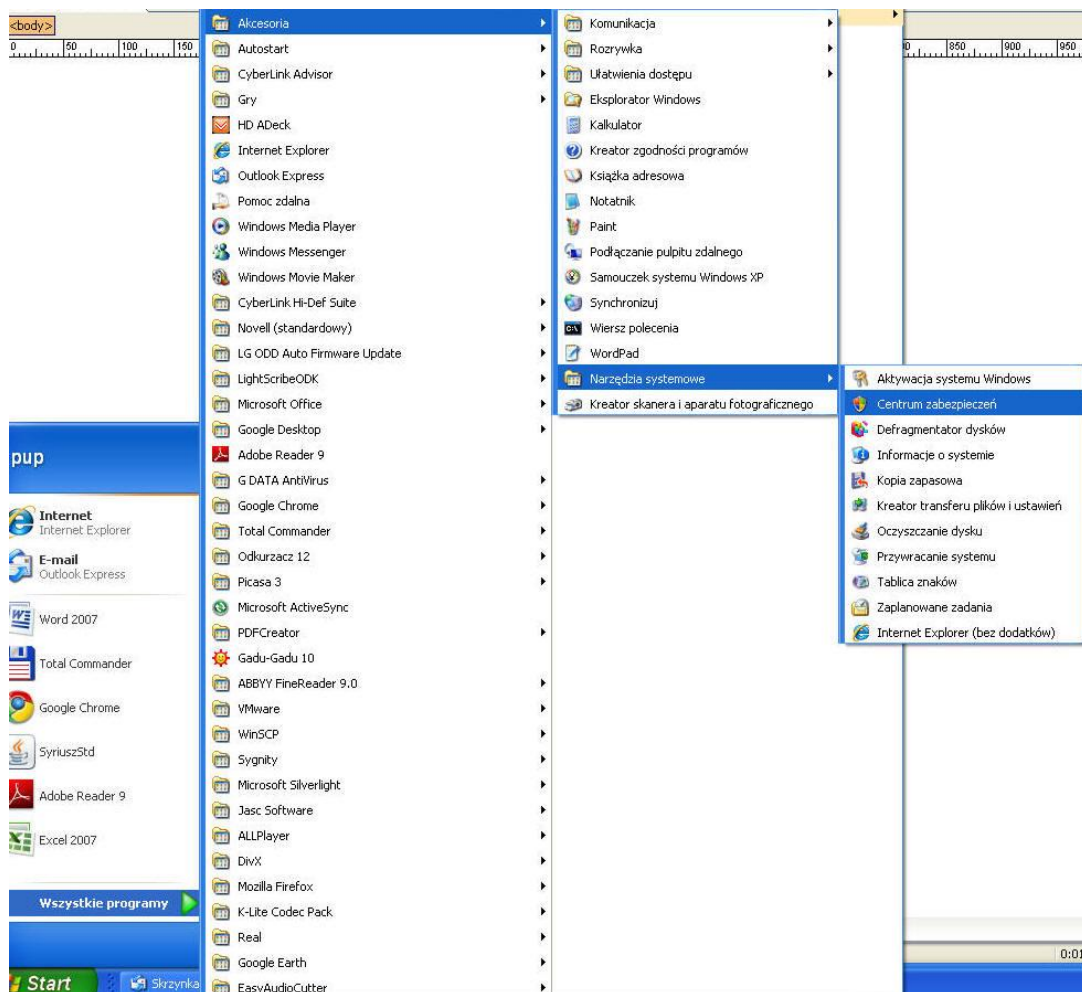 <body>
0 50 100 150
850 900 950
pup
Internet
Internet Explorer
E-mail
Outlook Express
Word 2007
Total Commander
Google Chrome
SyriuszStd
Adobe Reader 9
Excel 2007
Wszystkie programy
Start
Skrzynka
Akcesoria
Autostart
CyberLink Advisor
Gry
HD ADeck
Internet Explorer
Outlook Express
Pomoc zdalna
Windows Media Player
Windows Messenger
Windows Movie Maker
CyberLink Hi-Def Suite
Novell (standardowy)
LG ODD Auto Firmware Update
LightScribeODK
Microsoft Office
Google Desktop
Adobe Reader 9
G DATA AntiVirus
Google Chrome
Total Commander
Odkurzacz 12
Picasa 3
Microsoft ActiveSync
PDFCreator
Gadu-Gadu 10
ABBYY FineReader 9.0
VMware
WinSCP
Sygnity
Microsoft Silverlight
Jasc Software
ALLPlayer
DivX
Mozilla Firefox
K-Lite Codec Pack
Real
Google Earth
EasyAudioCutter
Komunikacja
Rozrywka
Ułatwienia dostępu
Eksplorator Windows
Kalkulator
Kreator zgodności programów
Książka adresowa
Notatnik
Paint
Podłączanie pulpitu zdalnego
Samouczek systemu Windows XP
Synchronizuj
Wiersz polecenia
WordPad
Narzędzia systemowe
Kreator skanera i aparatu fotograficznego
Aktywacja systemu Windows
Centrum zabezpieczeń
Defragmentator dysków
Informacje o systemie
Kopia zapasowa
Kreator transferu plików i ustawień
Oczyszczanie dysku
Przywracanie systemu
Tablica znaków
Zaplanowane zadania
Internet Explorer (bez dodatków)
0:01